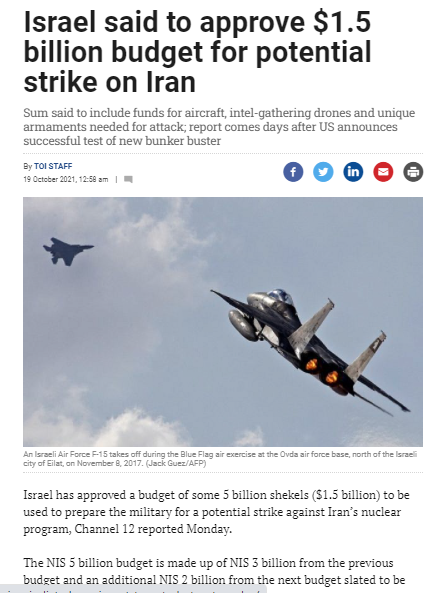 Israel said to approve $1.5
billion budget for potential
strike on Iran
Sum said to include funds for aircraft, intel-gathering drones and unique
armaments needed for attack; report comes days after US announces
successful test of new bunker buster
By TOI STAFF
19 October 2021, 12:58 am |
An Israeli Air Force F-15 takes off during the Blue Flag air exercise at the Ovda air force base, north of the Israeli
city of Eilat, on November 8, 2017. (Jack Guez/AFP)
Israel has approved a budget of some 5 billion shekels ($1.5 billion) to be
used to prepare the military for a potential strike against Iran’s nuclear
program, Channel 12 reported Monday.
The NIS 5 billion budget is made up of NIS 3 billion from the previous
budget and an additional NIS 2 billion from the next budget slated to be